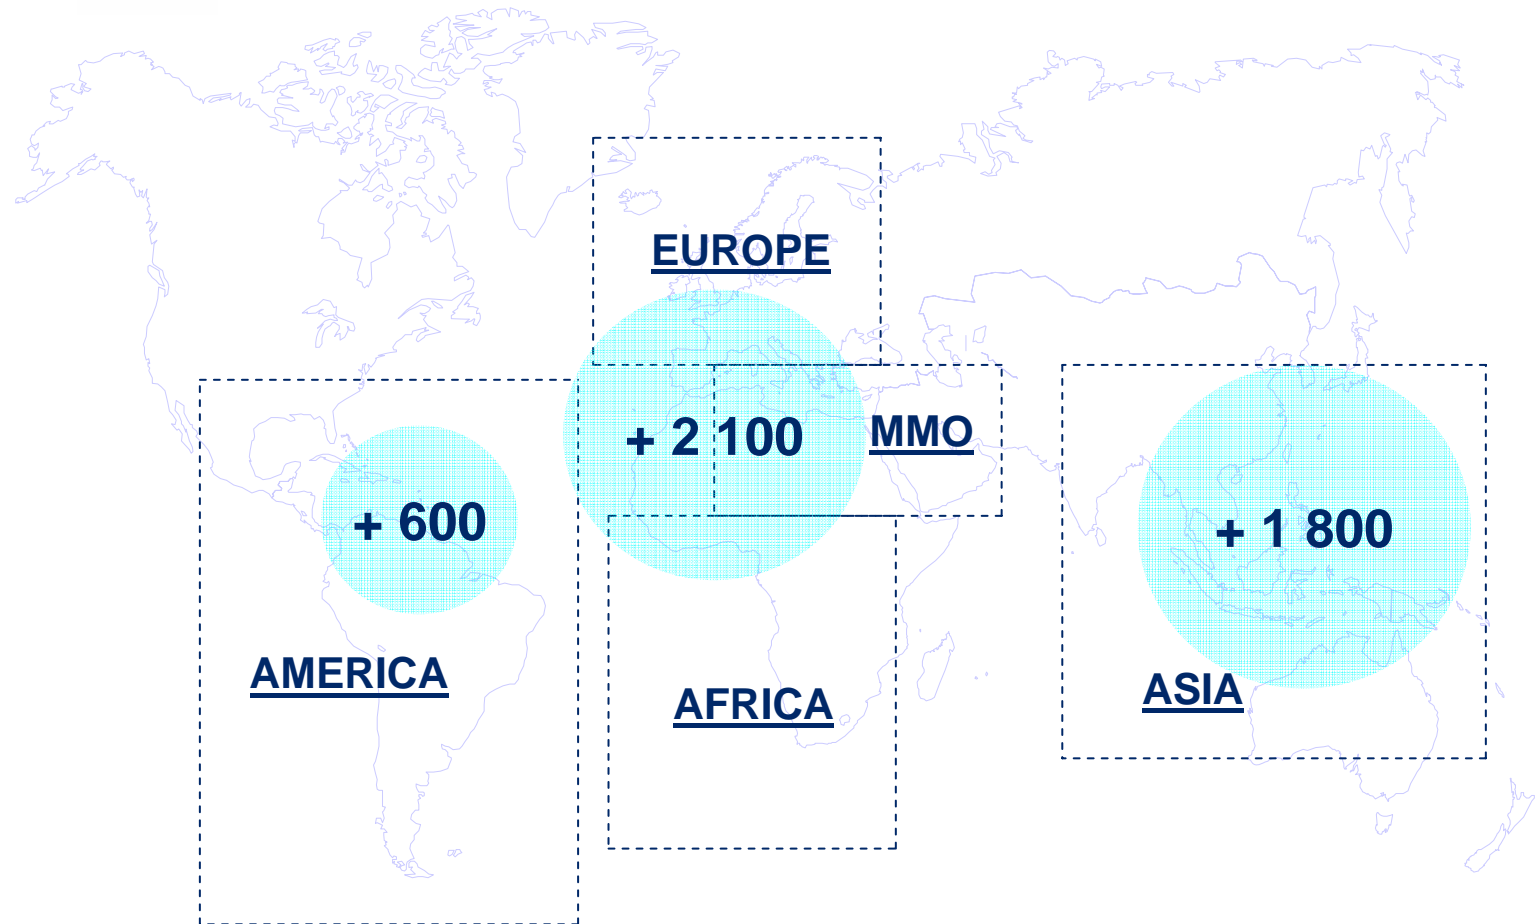 EUROPE
+ 2 100
MMO
+ 600
+ 1 800
AMERICA
AFRICA
ASIA